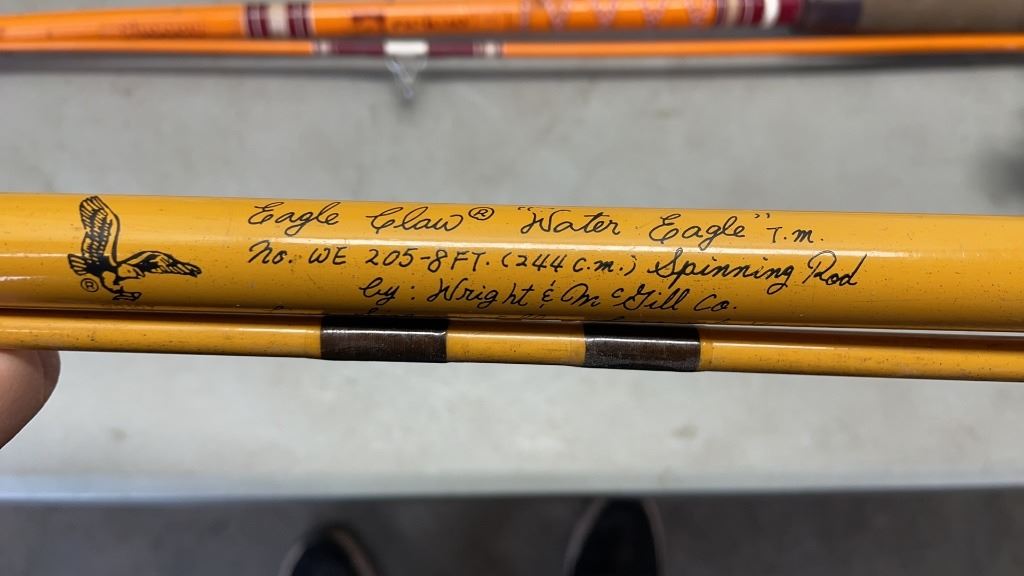 Eagle Claw® "Water Eagle" T.M.
No. WE 205-8FT. (244 c.m.) Spinning Rod
by: Wright & McGill Co.
®